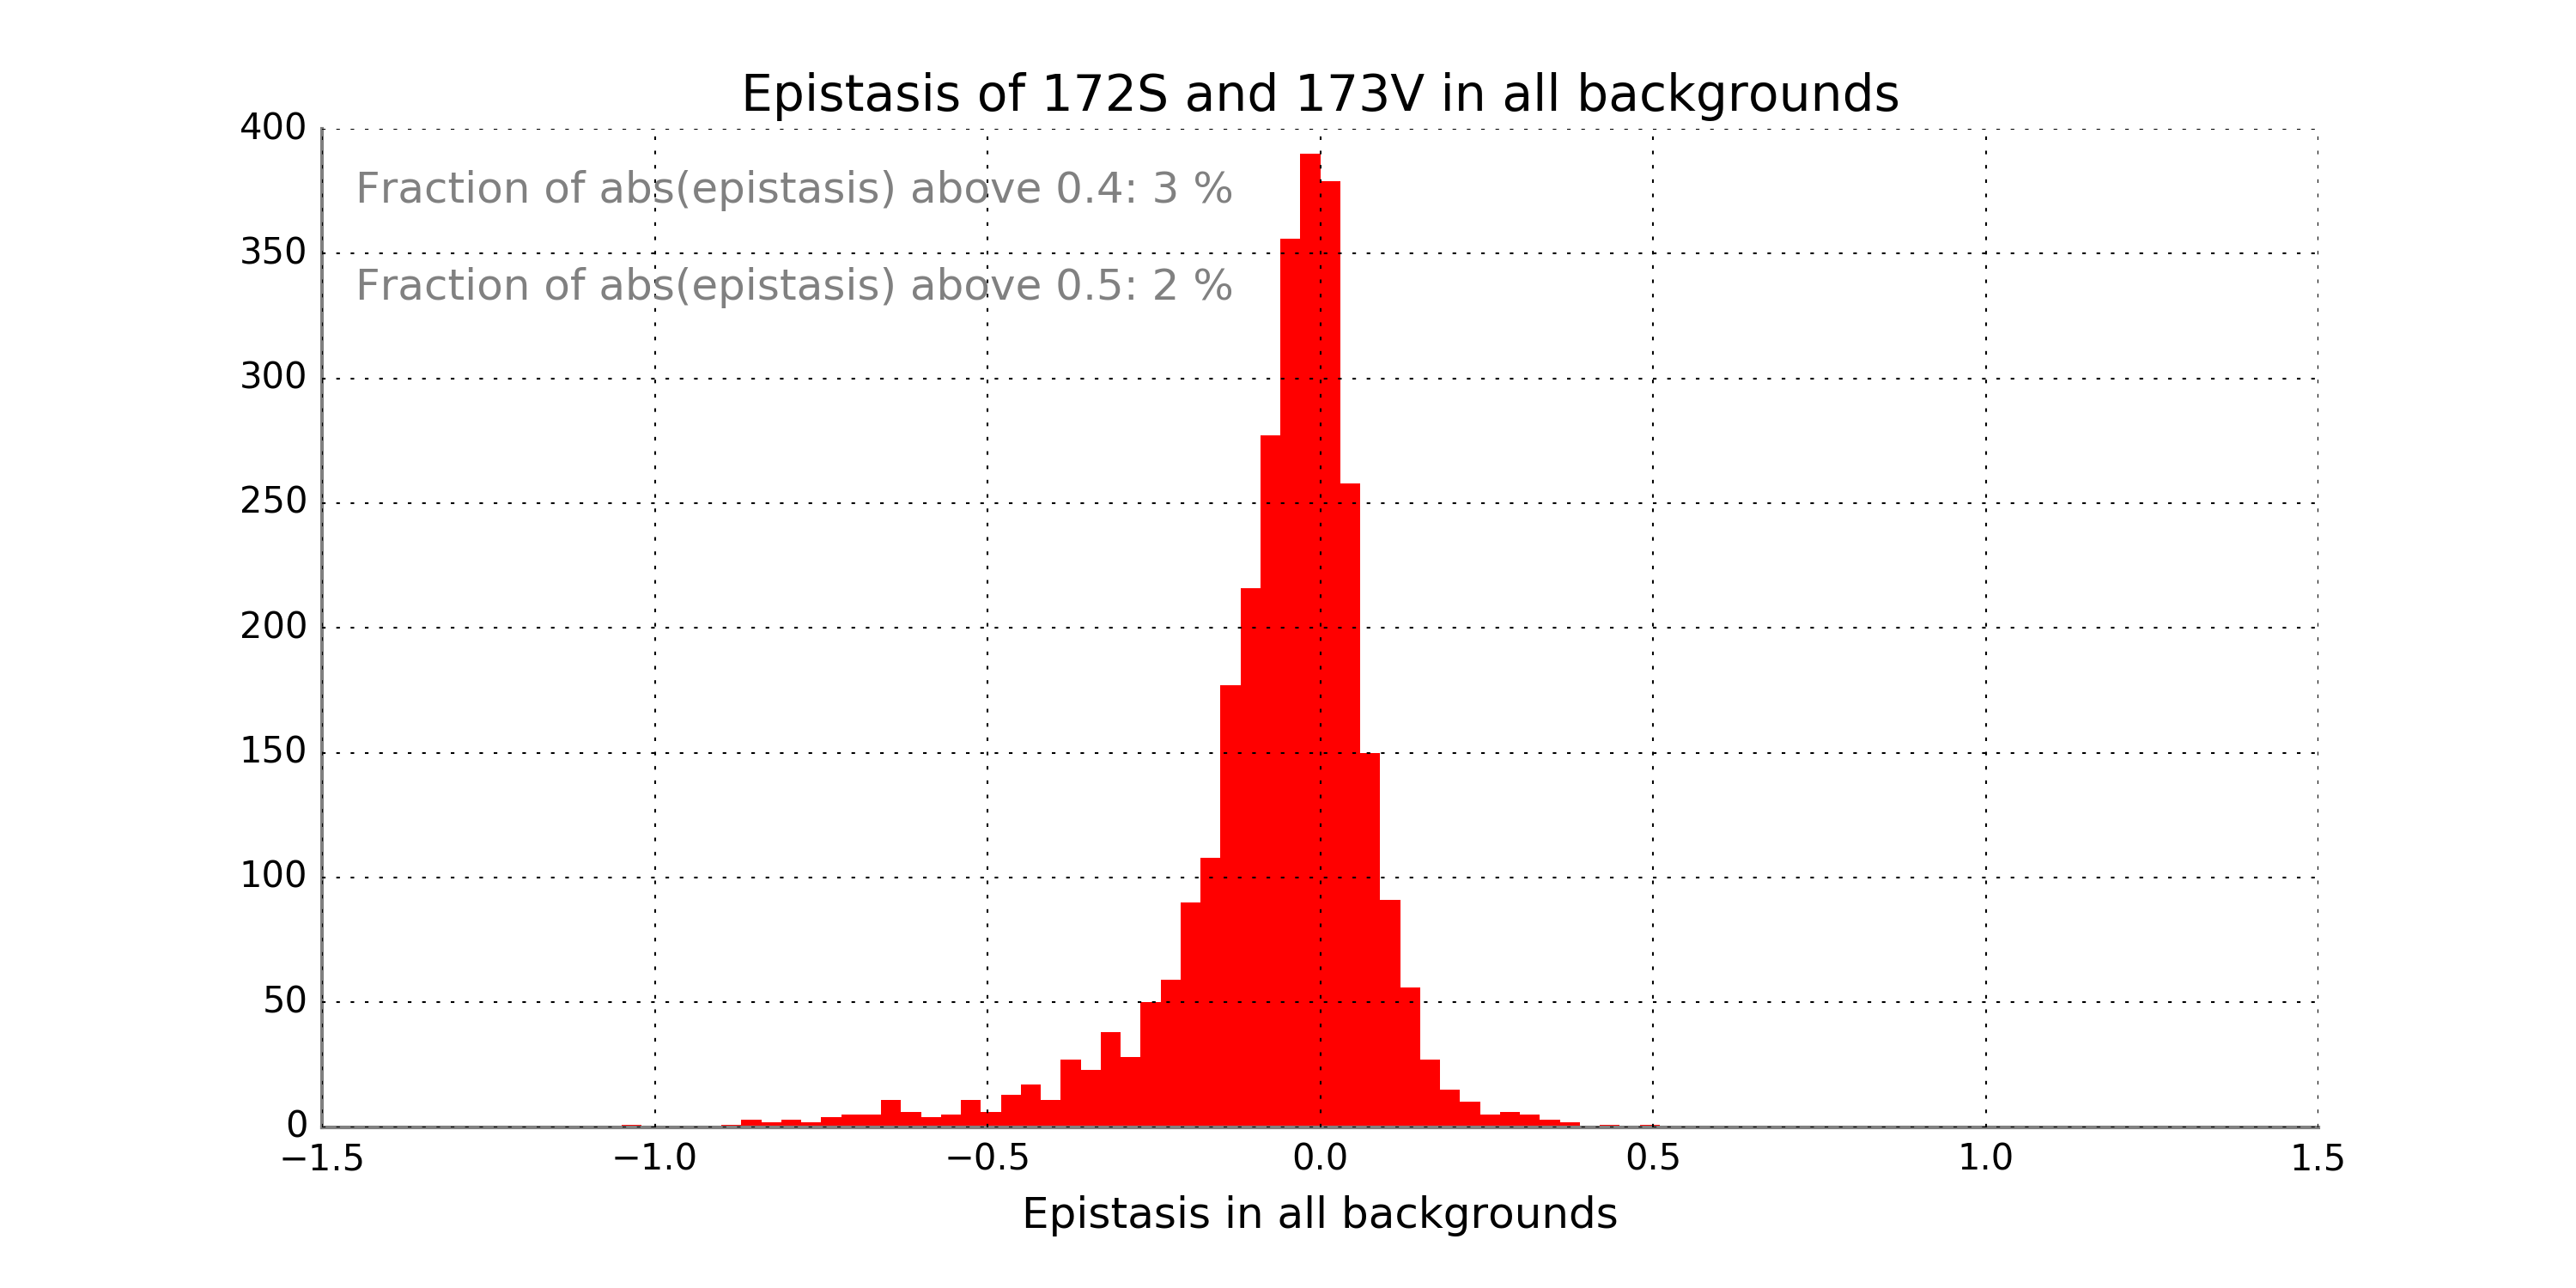 Epistasis of 172S and 173V in all backgrounds
400
Fraction of abs(epistasis) above 0.4: 3 %
350
Fraction of abs(epistasis) above 0.5: 2 %
300
250
200
150
100
50
0
−1.5 −1.0 −0.5 0.0 0.5 1.0 1.5
Epistasis in all backgrounds